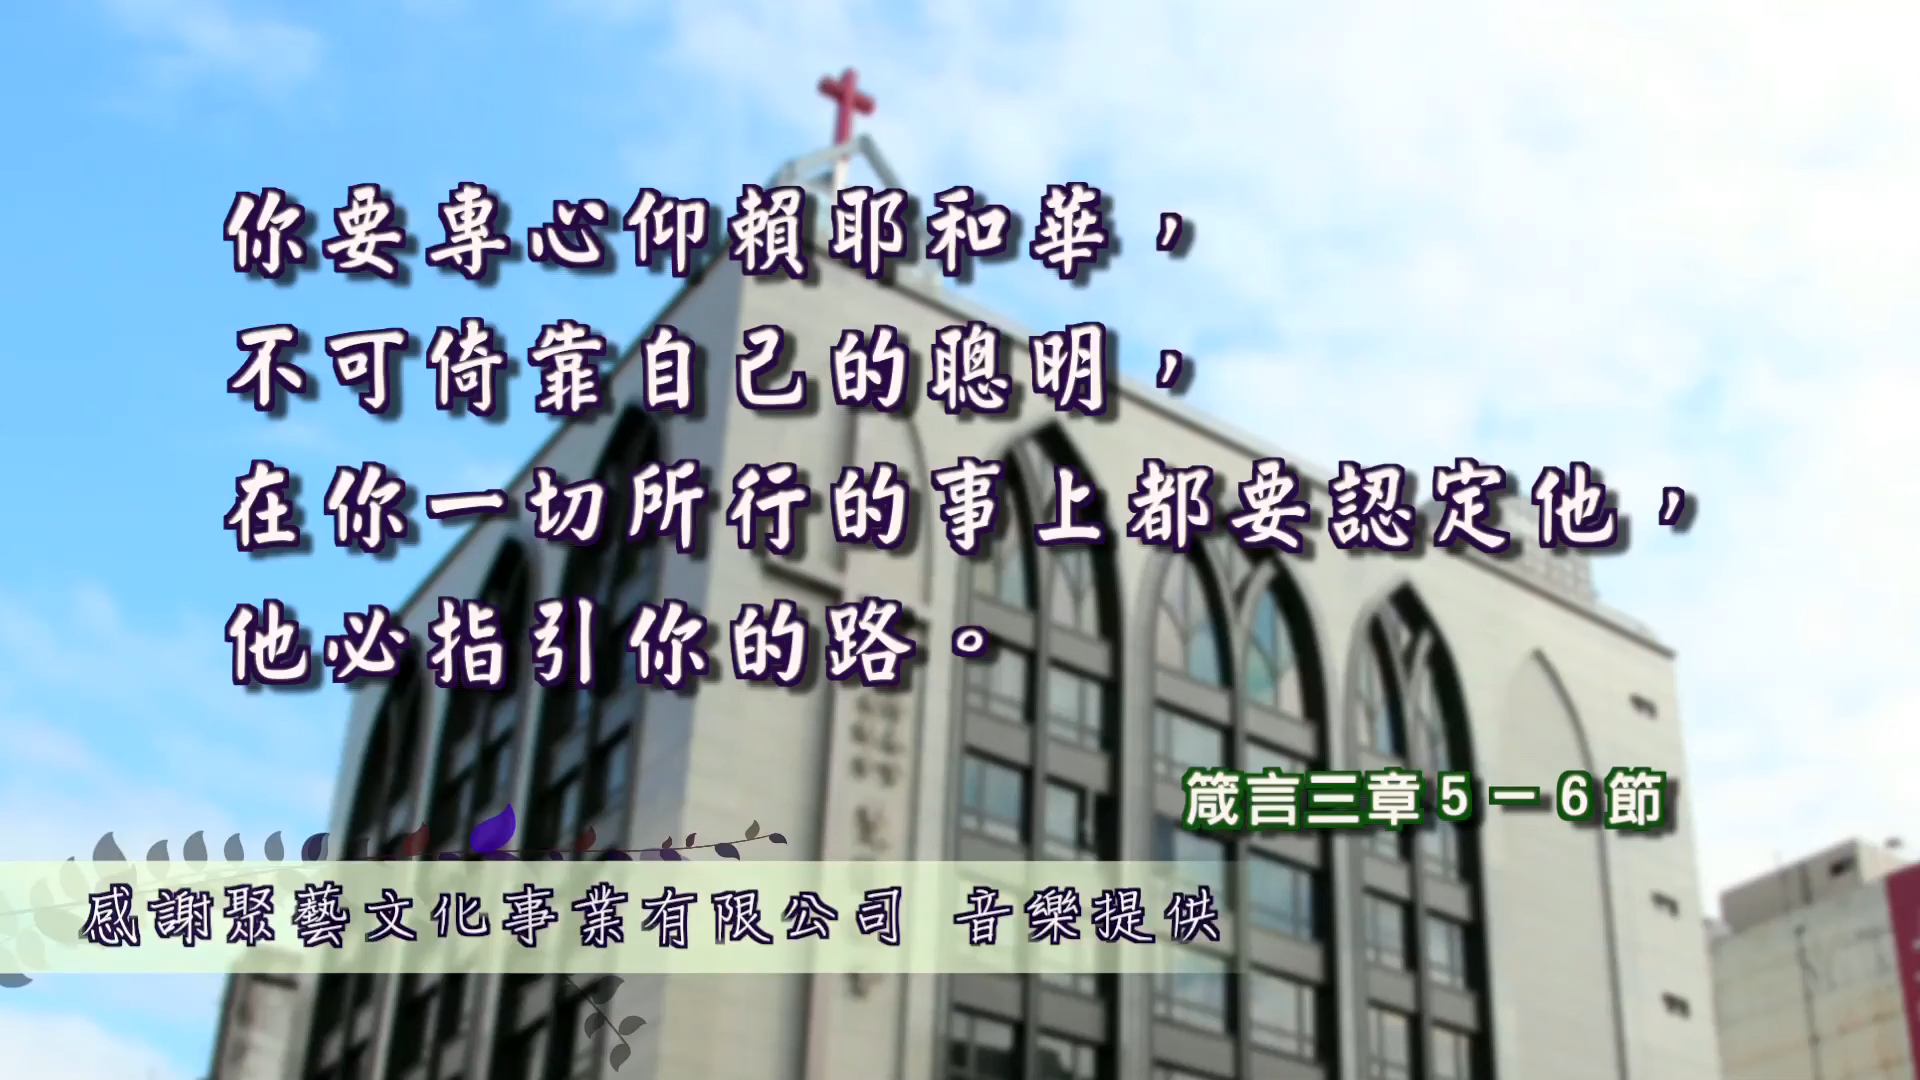 你要專心仰賴耶和華，
不可倚靠自己的聰明，
在你一切所行的事上都要認定他，
他必指引你的路。
箴言三章5－6節
感謝聚藝文化事業有限公司 音樂提供